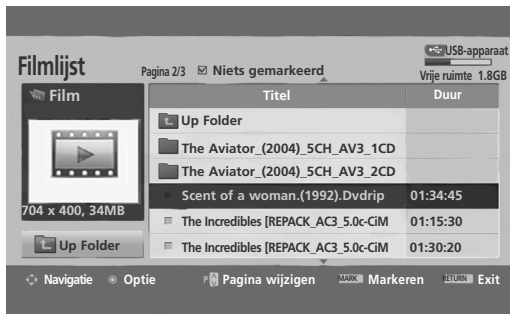 Filmlijst
Pagina 2/3 Niets gemarkeerd
USB-apparaat
Vrije ruimte 1.8GB
Film
704 x 400, 34MB
Up Folder
Titel Duur
Up Folder
The Aviator_(2004)_5CH_AV3_1CD
The Aviator_(2004)_5CH_AV3_2CD
Scent of a woman.(1992).Dvdrip 01:34:45
The Incredibles [REPACK_AC3_5.0c-CiM 01:15:30
The Incredibles [REPACK_AC3_5.0c-CiM 01:30:20
Navigatie Optie P Pagina wijzigen MARK Markeren RETURN Exit